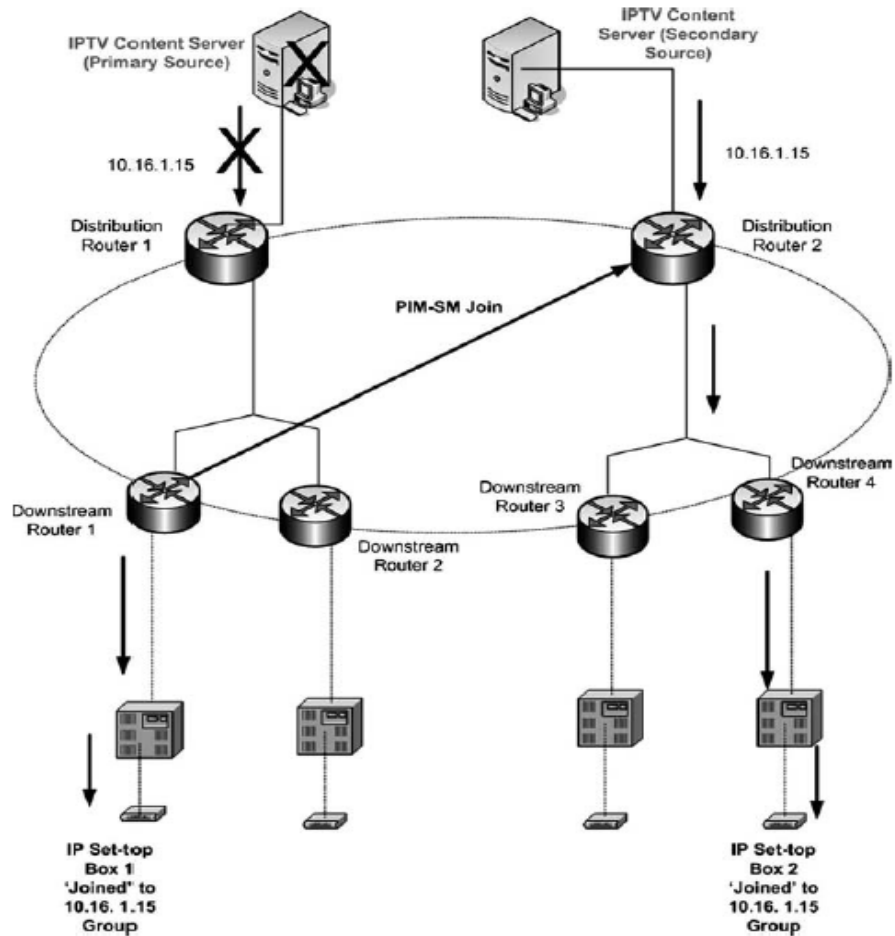 IPTV Content Server
(Primary Source)
IPTV Content
Server (Secondary
Source)
10.16.1.15
10.16.1.15
Distribution
Router 1
Distribution
Router 2
PIM-SM Join
Downstream
Router 1
Downstream
Router 2
Downstream
Router 3
Downstream
Router 4
IP Set-top
Box 1
'Joined" to
10.16. 1.15
Group
IP Set-top
Box 2
'Joined' to
10.16. 1.15
Group